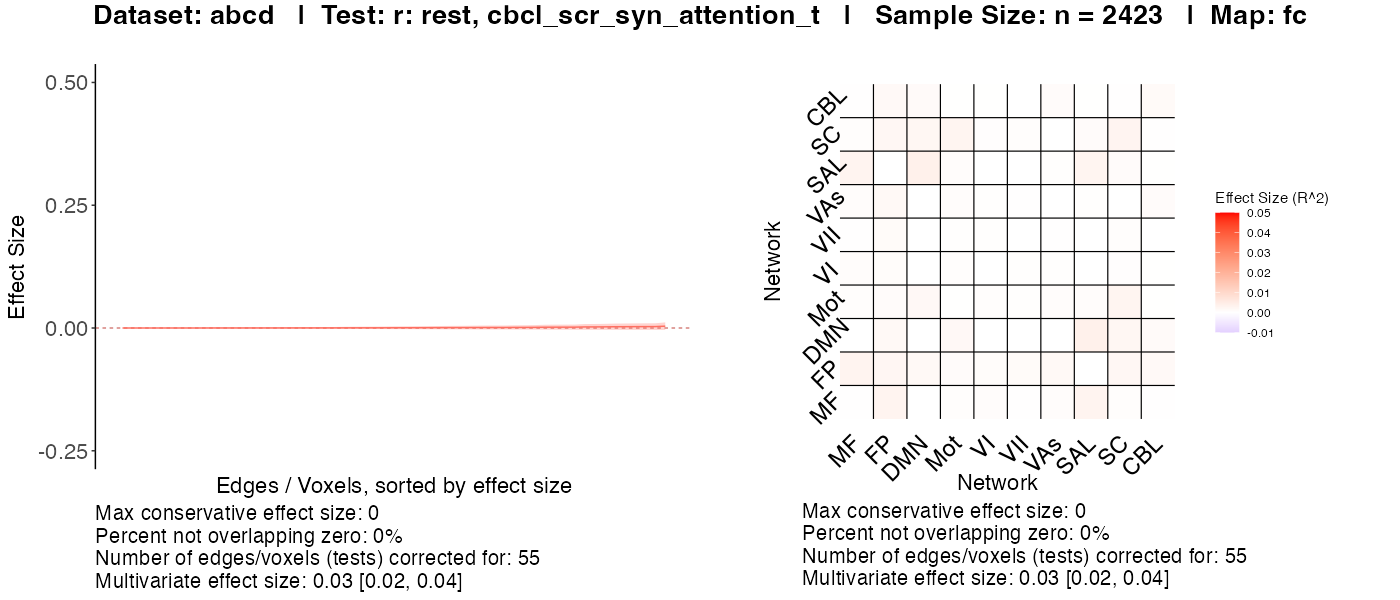 Dataset: abcd | Test: r: rest, cbcl_scr_syn_attention_t | Sample Size: n = 2423 | Map: fc
0.50
0.25
0.00
-0.25
Effect Size
Edges / Voxels, sorted by effect size
Max conservative effect size: 0
Percent not overlapping zero: 0%
Number of edges/voxels (tests) corrected for: 55
Multivariate effect size: 0.03 [0.02, 0.04]
Network
CBL
SC
SAL
VAs
VII
VI
Mot
DMN
FP
MF
MF
FP
DMN
Mot
VI
VII
VAs
SAL
SC
CBL
Network
Effect Size (R^2)
0.05
0.04
0.03
0.02
0.01
0.00
-0.01
Max conservative effect size: 0
Percent not overlapping zero: 0%
Number of edges/voxels (tests) corrected for: 55
Multivariate effect size: 0.03 [0.02, 0.04]